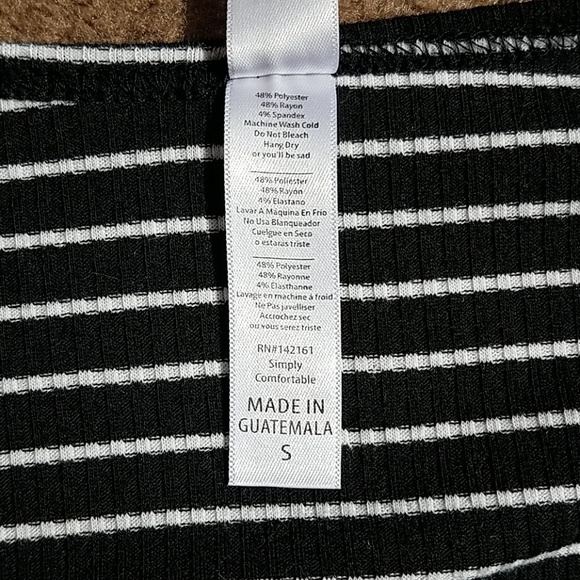 48% Polyester
48% Rayon
4% Spandex
Machine Wash Cold
Do Not Bleach
Hang Dry
or you'll be sad
48% Poliester
48% Rayón
4% Elastano
Lavar A Máquina En Frio
No Usa Blanqueador
Cuelgue en Seco
o estaras triste
48% Polyester
48% Rayonne
4% Elasthanne
Lavage en machine á froid
Ne Pas javelliser
Accrochez sec
ou vous serez triste
RN#142161
Simply
Comfortable
MADE IN
GUATEMALA
S